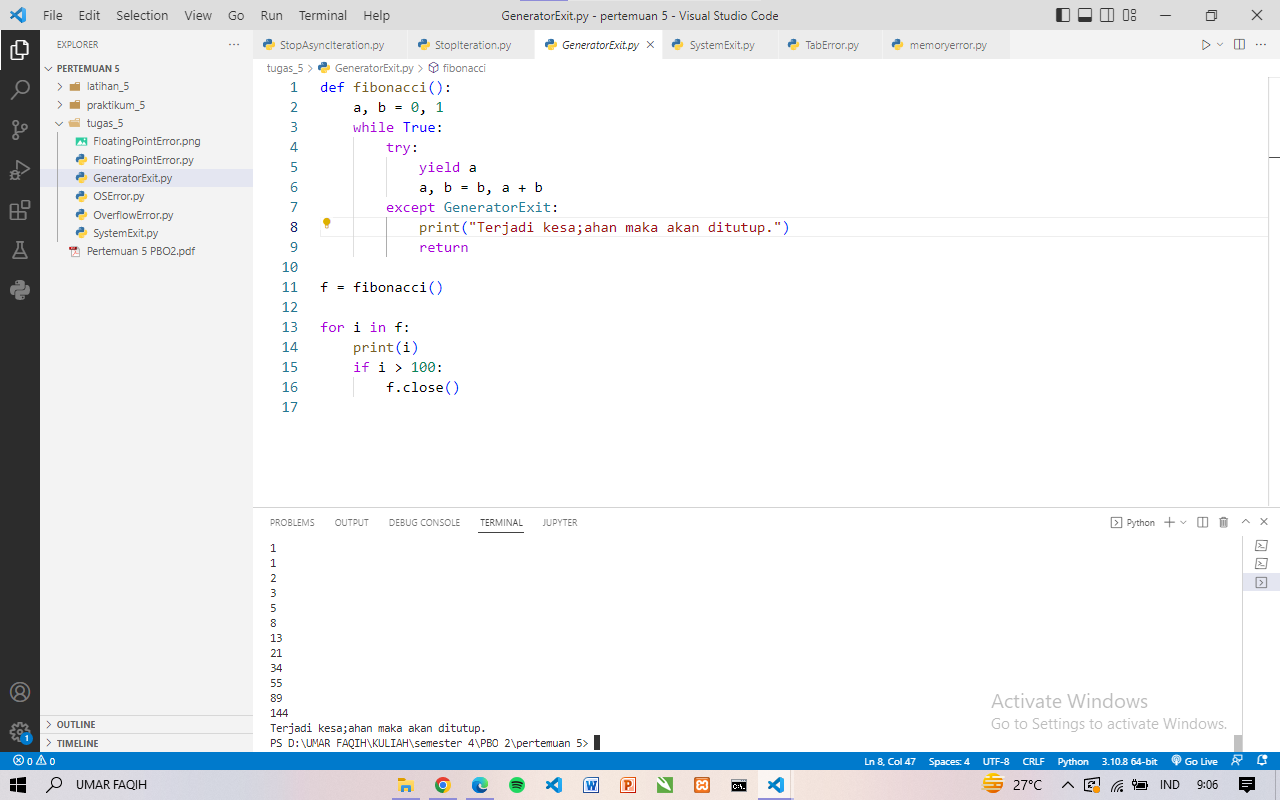 File Edit Selection View Go Run Terminal Help
GeneratorExit.py - pertemuan 5 - Visual Studio Code
EXPLORER
PERTEMUAN 5
latihan_5
praktikum_5
tugas_5
FloatingPointError.png
FloatingPointError.py
GeneratorExit.py
OSError.py
OverflowError.py
SystemExit.py
Pertemuan 5 PBO2.pdf
OUTLINE
TIMELINE
StopAsyncIteration.py StopIteration.py GeneratorExit.py SystemExit.py TabError.py memoryerror.py
tugas_5 > GeneratorExit.py > fibonacci
1 def fibonacci():
2     a, b = 0, 1
3     while True:
4         try:
5             yield a
6             a, b = b, a + b
7         except GeneratorExit:
8             print("Terjadi kesa;ahan maka akan ditutup.")
9             return
10
11 f = fibonacci()
12
13 for i in f:
14     print(i)
15     if i > 100:
16         f.close()
17
PROBLEMS OUTPUT DEBUG CONSOLE TERMINAL JUPYTER
Python
1
1
2
3
5
8
13
21
34
55
89
144
Terjadi kesa;ahan maka akan ditutup.
PS D:\UMAR FAQIH\KULIAH\semester 4\PBO 2\pertemuan 5>
Activate Windows
Go to Settings to activate Windows.
1
0 0
Ln 8, Col 47 Spaces: 4 UTF-8 CRLF Python 3.10.8 64-bit Go Live
UMAR FAQIH
27°C IND 9:06